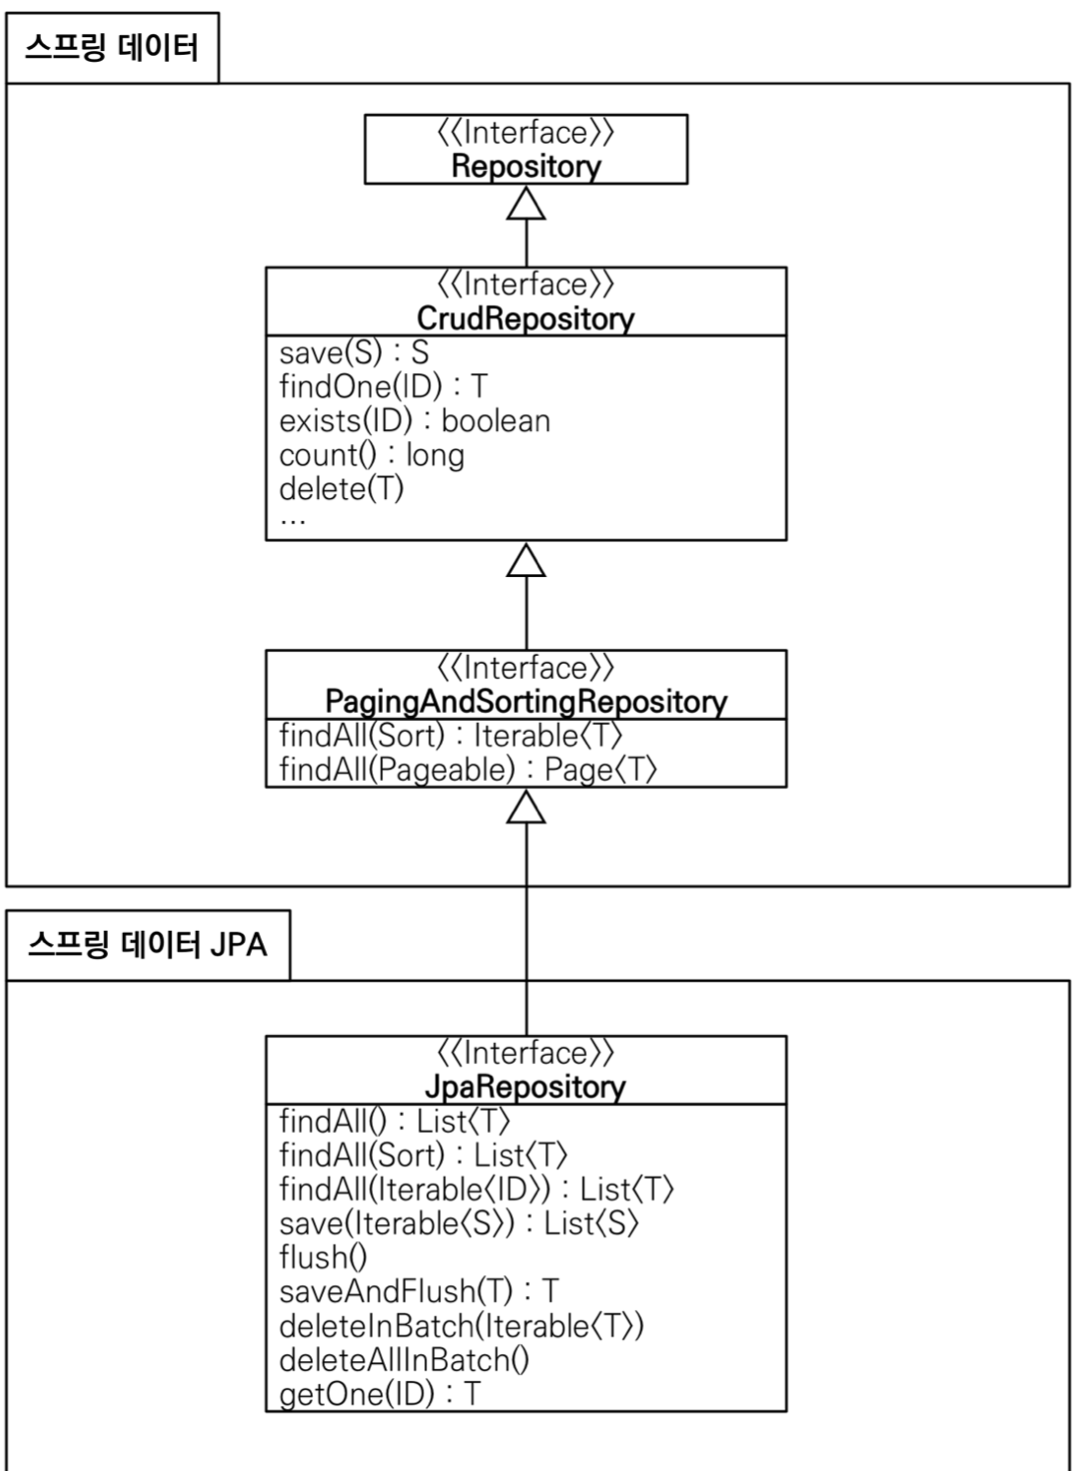 스프링 데이터
〈〈Interface〉〉
Repository
〈〈Interface〉〉
CrudRepository
save(S) : S
findOne(ID) : T
exists(ID) : boolean
count() : long
delete(T)
...
〈〈Interface〉〉
PagingAndSortingRepository
findAll(Sort) : Iterable〈T〉
findAll(Pageable) : Page〈T〉
스프링 데이터 JPA
〈〈Interface〉〉
JpaRepository
findAll() : List〈T〉
findAll(Sort) : List〈T〉
findAll(Iterable〈ID〉) : List〈T〉
save(Iterable〈S〉) : List〈S〉
flush()
saveAndFlush(T) : T
deleteInBatch(Iterable〈T〉)
deleteAllInBatch()
getOne(ID) : T